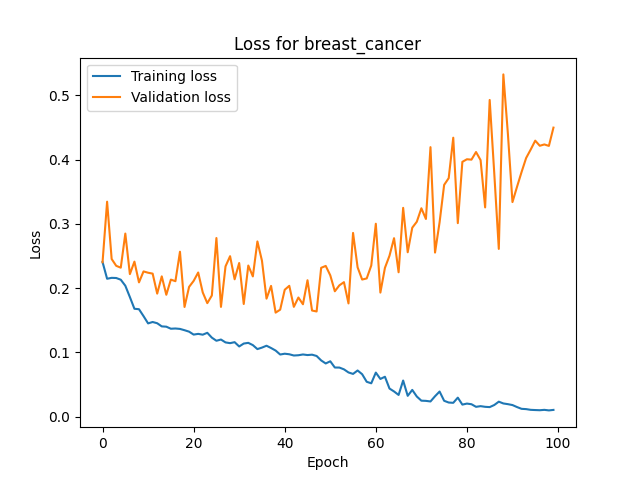 Loss for breast_cancer
Training loss
Validation loss
Loss
0.5
0.4
0.3
0.2
0.1
0.0
0 20 40 60 80 100
Epoch